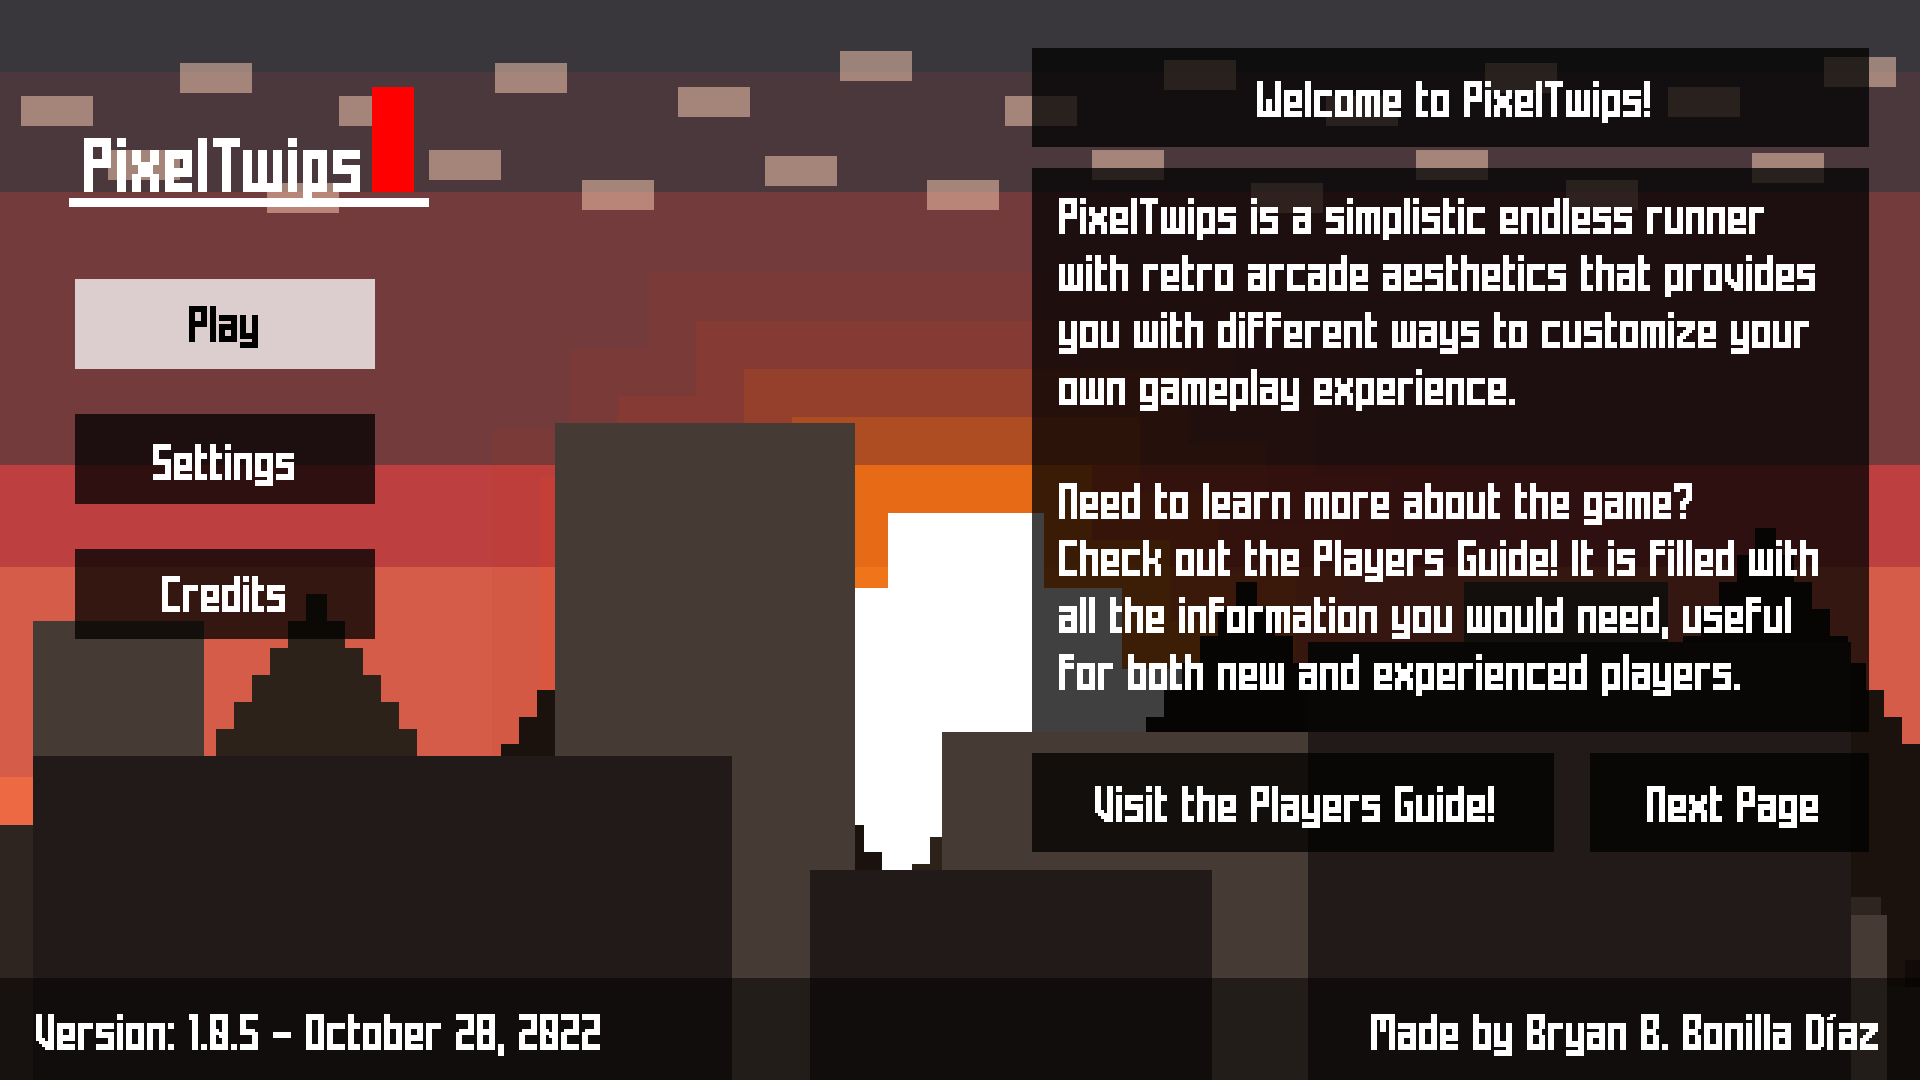 PixelTwips
Play
Settings
Credits
Welcome to PixelTwips!
PixelTwips is a simplistic endless runner
with retro arcade aesthetics that provides
you with different ways to customize your
own gameplay experience.
Need to learn more about the game?
Check out the Players Guide! It is filled with
all the information you would need, useful
for both new and experienced players.
Visit the Players Guide!
Next Page
Version: 1.0.5 - October 20, 2022
Made by Bryan B. Bonilla Díaz